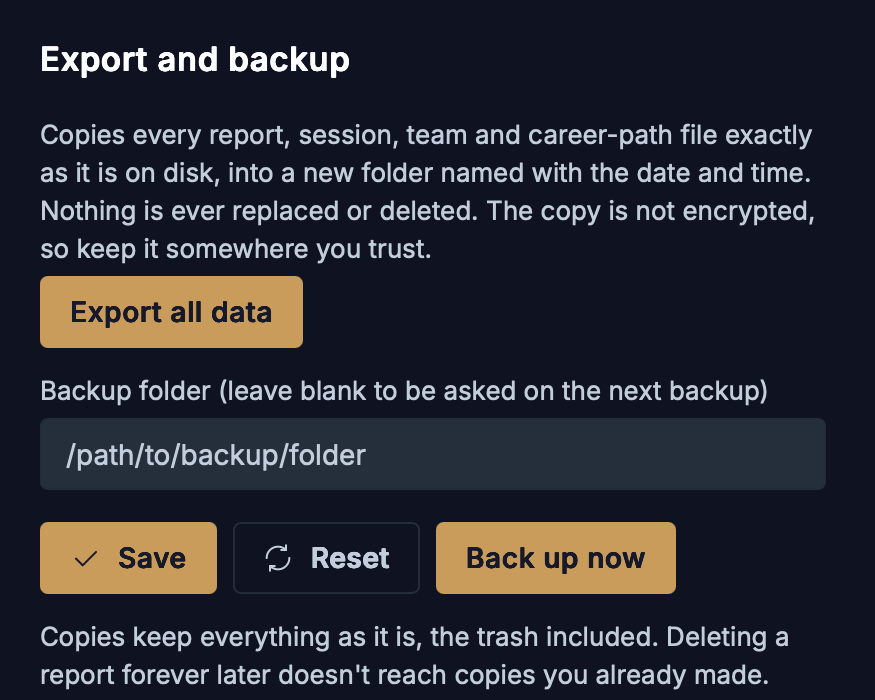 Export and backup
Copies every report, session, team and career-path file exactly
as it is on disk, into a new folder named with the date and time.
Nothing is ever replaced or deleted. The copy is not encrypted,
so keep it somewhere you trust.
Export all data
Backup folder (leave blank to be asked on the next backup)
/path/to/backup/folder
Save Reset Back up now
Copies keep everything as it is, the trash included. Deleting a
report forever later doesn't reach copies you already made.